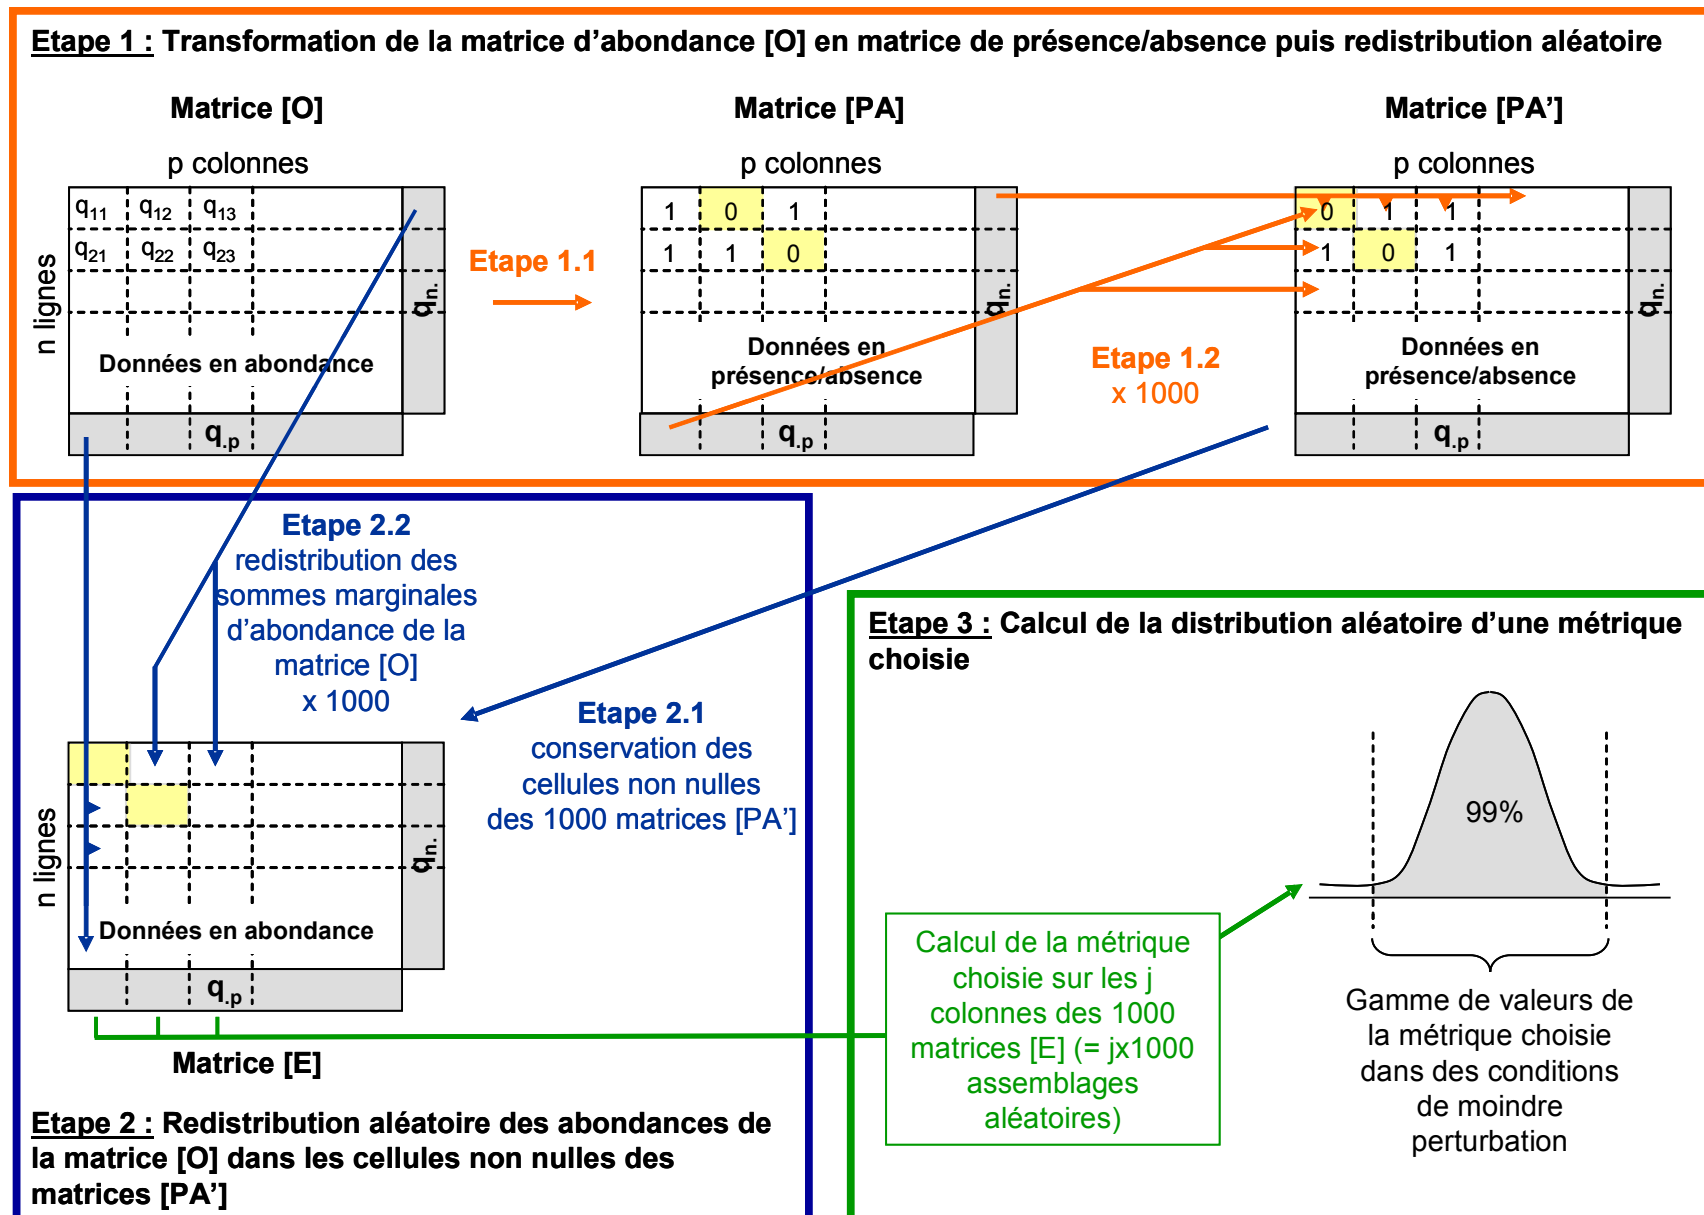 Etape 1 : Transformation de la matrice d’abondance [O] en matrice de présence/absence puis redistribution aléatoire
Matrice [O]
p colonnes
n lignes
q11 q12 q13
q21 q22 q23
Données en abondance
qn.
q.p
Etape 1.1
Matrice [PA]
p colonnes
1 0 1
1 1 0
Données en
présence/absence
qn.
q.p
Etape 1.2
x 1000
Matrice [PA’]
p colonnes
0 1 1
1 0 1
Données en
présence/absence
qn.
q.p
Etape 2.2
redistribution des
sommes marginales
d’abondance de la
matrice [O]
x 1000
Etape 2.1
conservation des
cellules non nulles
des 1000 matrices [PA’]
n lignes
Données en abondance
qn.
q.p
Matrice [E]
Etape 2 : Redistribution aléatoire des abondances de
la matrice [O] dans les cellules non nulles des
matrices [PA’]
Etape 3 : Calcul de la distribution aléatoire d’une métrique
choisie
99%
Calcul de la métrique
choisie sur les j
colonnes des 1000
matrices [E] (= jx1000
assemblages
aléatoires)
Gamme de valeurs de
la métrique choisie
dans des conditions
de moindre
perturbation